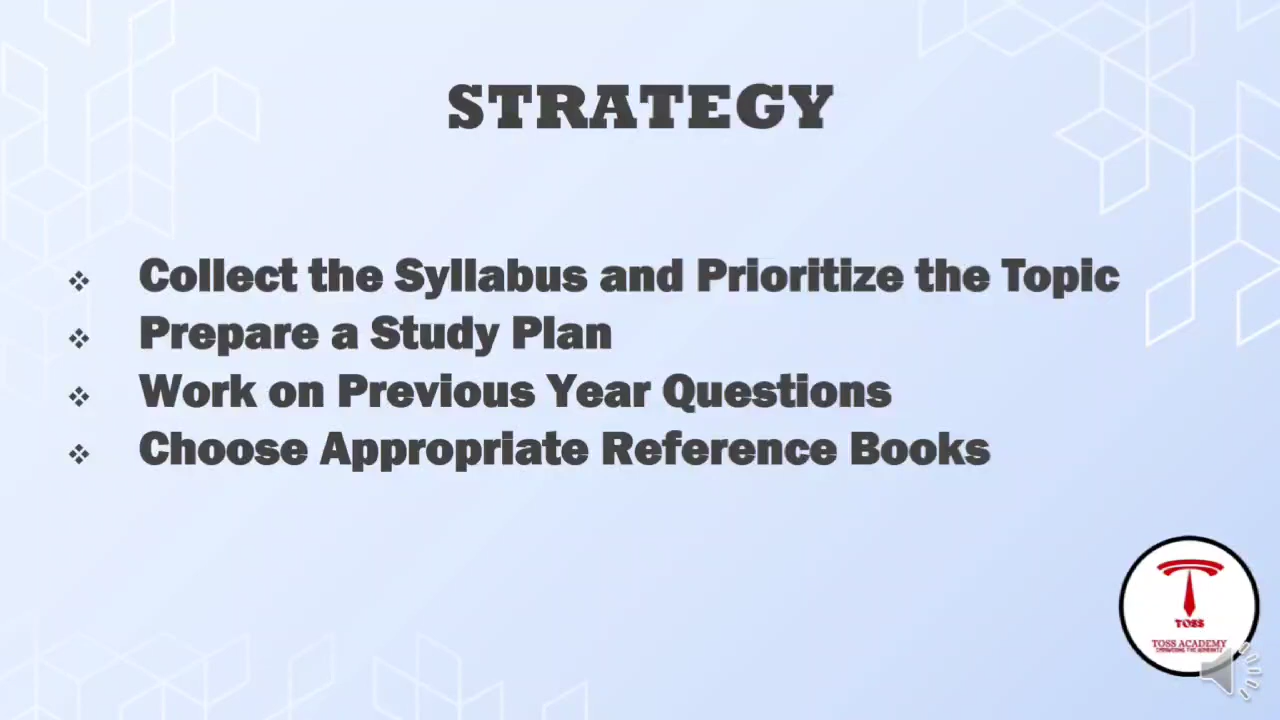 STRATEGY
Collect the Syllabus and Prioritize the Topic
Prepare a Study Plan
Work on Previous Year Questions
Choose Appropriate Reference Books
TOSS
TOSS ACADEMY